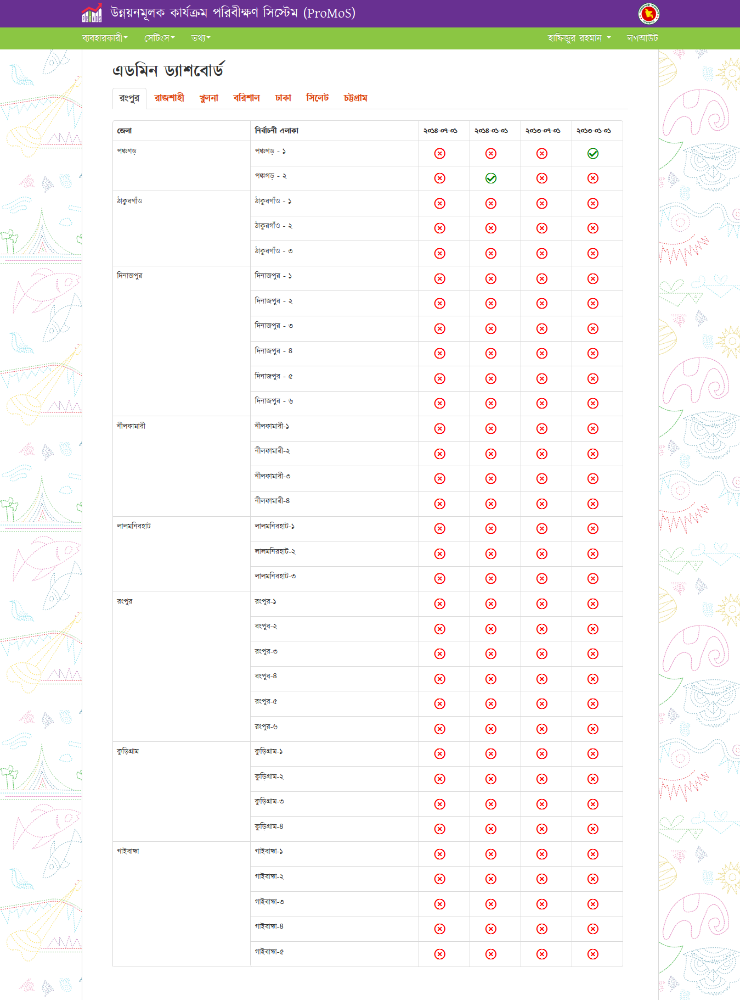 উন্নয়নমূলক কার্যক্রম পরিবীক্ষণ সিস্টেম (ProMoS)
ব্যবহারকারী সেটিংস তথ্য হাফিজুর রহমান লগআউট
এডমিন ড্যাশবোর্ড
রংপুর রাজশাহী খুলনা বরিশাল ঢাকা সিলেট চট্টগ্রাম
জেলা নির্বাচনী এলাকা ২০১৪-০৭-০১ ২০১৪-০১-০১ ২০১৩-০৭-০১ ২০১৩-০১-০১
পঞ্চগড় পঞ্চগড় - ১
পঞ্চগড় - ২
ঠাকুরগাঁও ঠাকুরগাঁও - ১
ঠাকুরগাঁও - ২
ঠাকুরগাঁও - ৩
দিনাজপুর দিনাজপুর - ১
দিনাজপুর - ২
দিনাজপুর - ৩
দিনাজপুর - ৪
দিনাজপুর - ৫
দিনাজপুর - ৬
নীলফামারী নীলফামারী-১
নীলফামারী-২
নীলফামারী-৩
নীলফামারী-৪
লালমনিরহাট লালমনিরহাট-১
লালমনিরহাট-২
লালমনিরহাট-৩
রংপুর রংপুর-১
রংপুর-২
রংপুর-৩
রংপুর-৪
রংপুর-৫
রংপুর-৬
কুড়িগ্রাম কুড়িগ্রাম-১
কুড়িগ্রাম-২
কুড়িগ্রাম-৩
কুড়িগ্রাম-৪
গাইবান্ধা গাইবান্ধা-১
গাইবান্ধা-২
গাইবান্ধা-৩
গাইবান্ধা-৪
গাইবান্ধা-৫